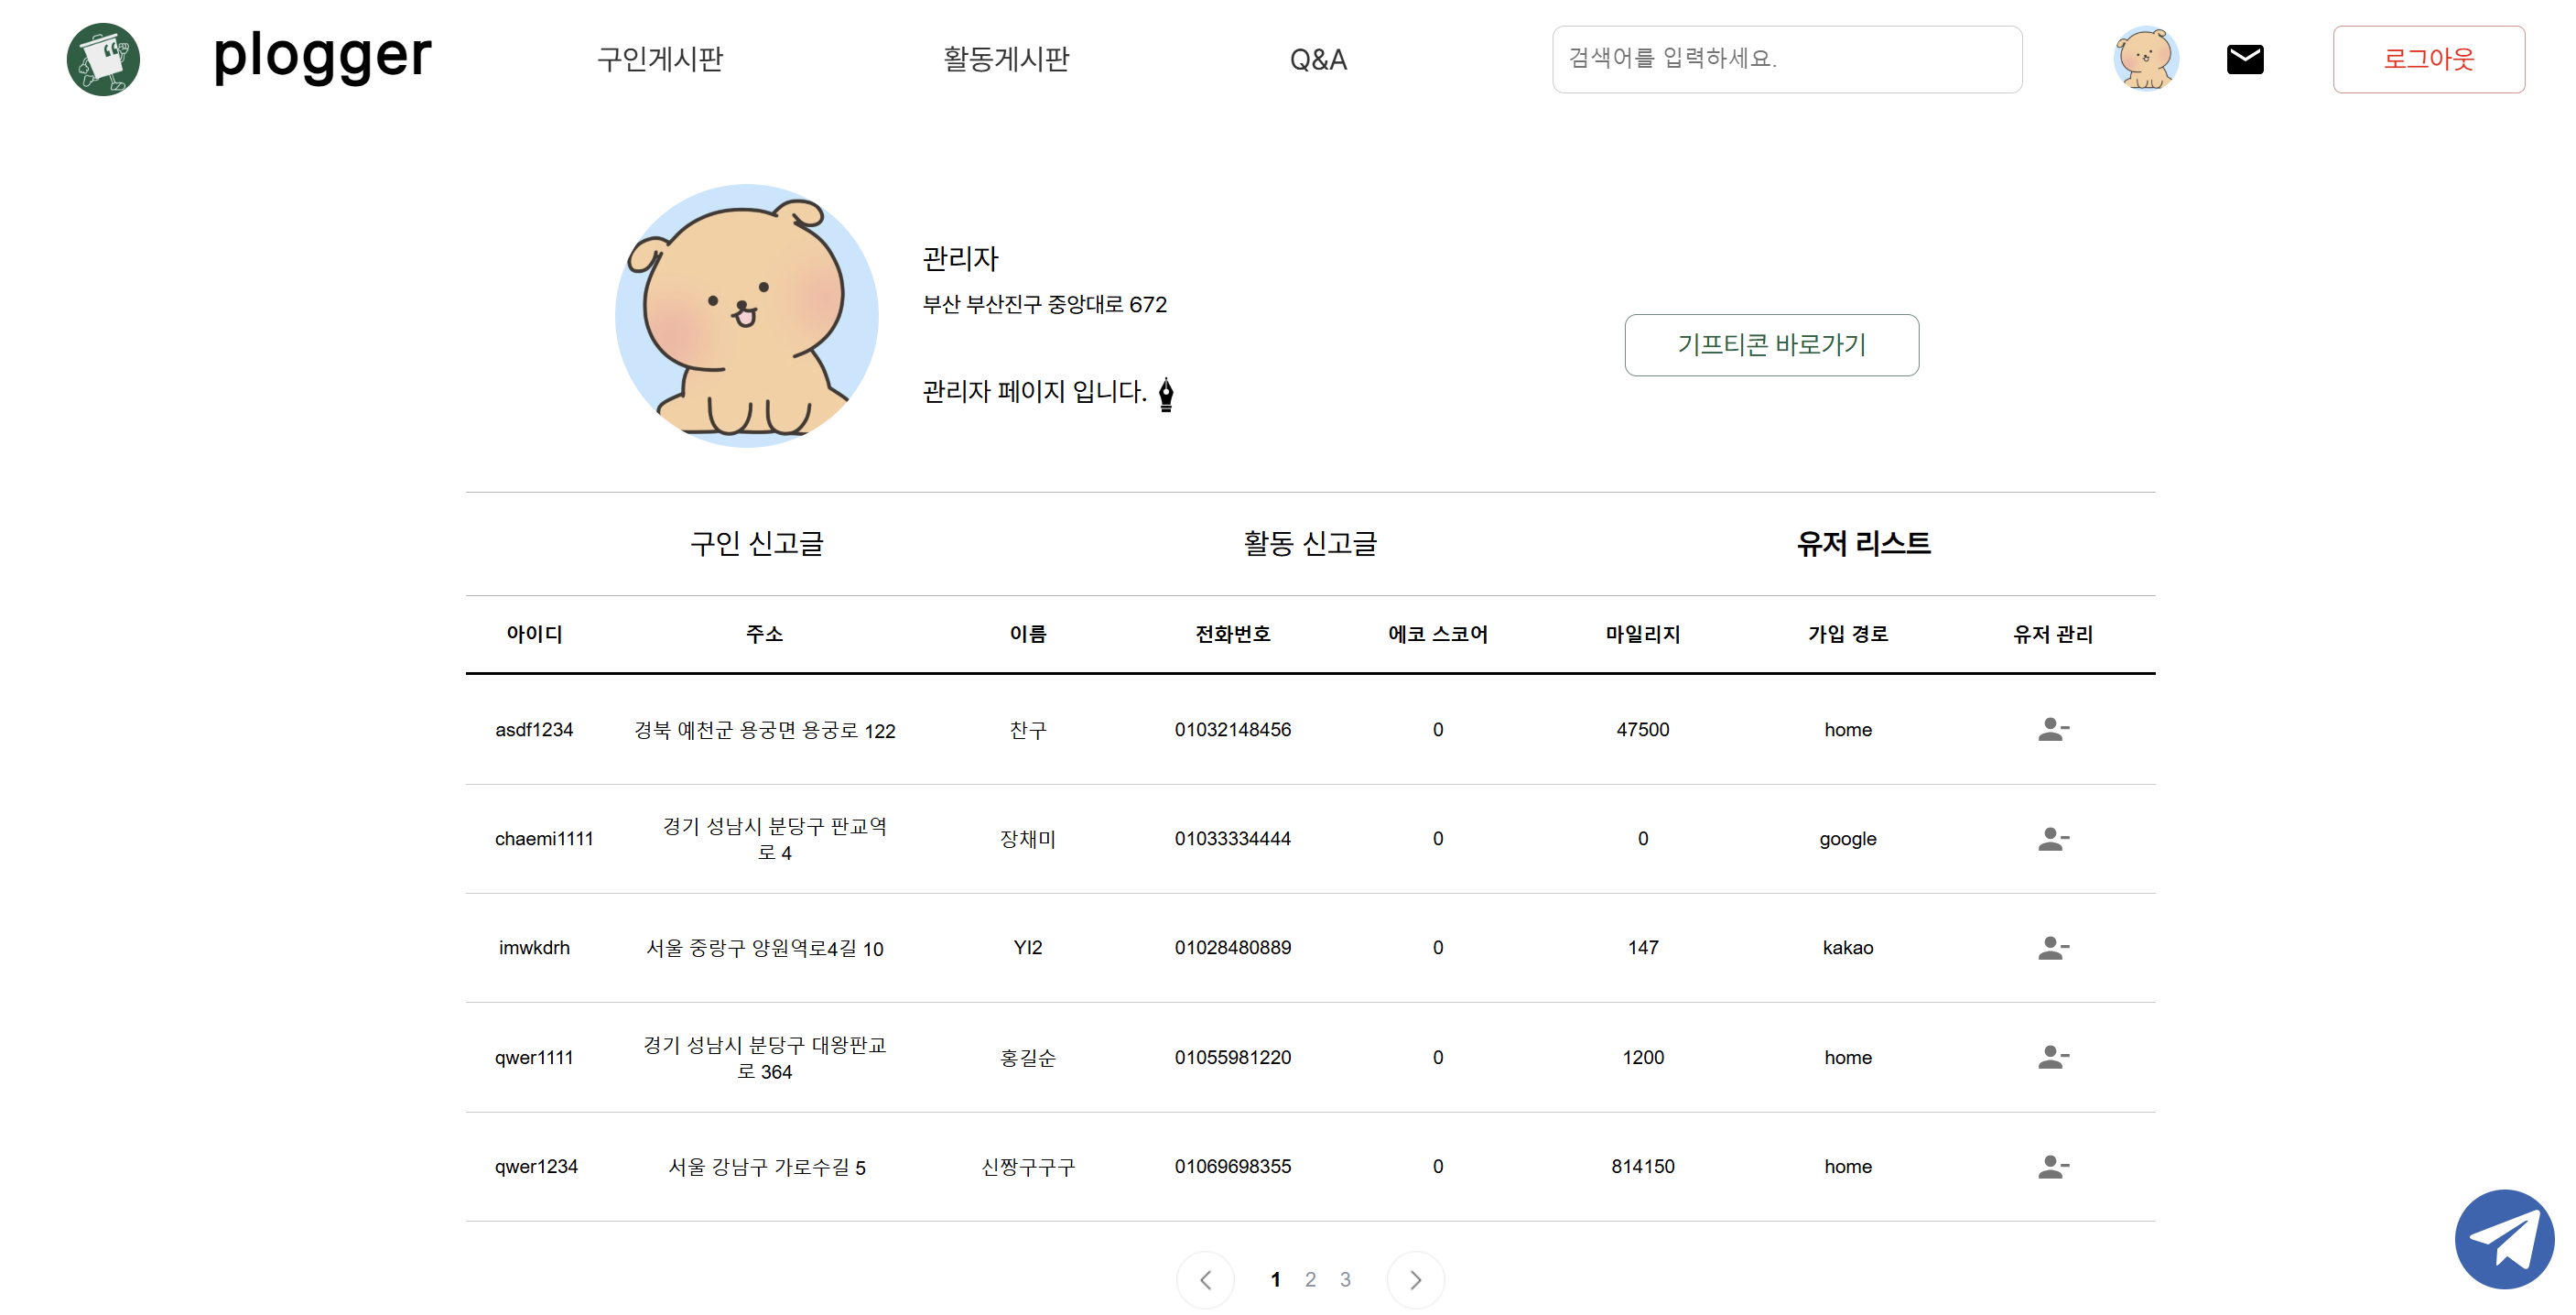 plogger
구인게시판
활동게시판
Q&A
검색어를 입력하세요.
로그아웃
관리자
부산 부산진구 중앙대로 672
관리자 페이지 입니다.
기프티콘 바로가기
구인 신고글
활동 신고글
유저 리스트
아이디 주소 이름 전화번호 에코 스코어 마일리지 가입 경로 유저 관리
asdf1234 경북 예천군 용궁면 용궁로 122 찬구 01032148456 0 47500 home
chaemi1111 경기 성남시 분당구 판교역
로 4 장채미 01033334444 0 0 google
imwkdrh 서울 중랑구 양원역로4길 10 YI2 01028480889 0 147 kakao
qwer1111 경기 성남시 분당구 대왕판교
로 364 홍길순 01055981220 0 1200 home
qwer1234 서울 강남구 가로수길 5 신짱구구구 01069698355 0 814150 home
1 2 3